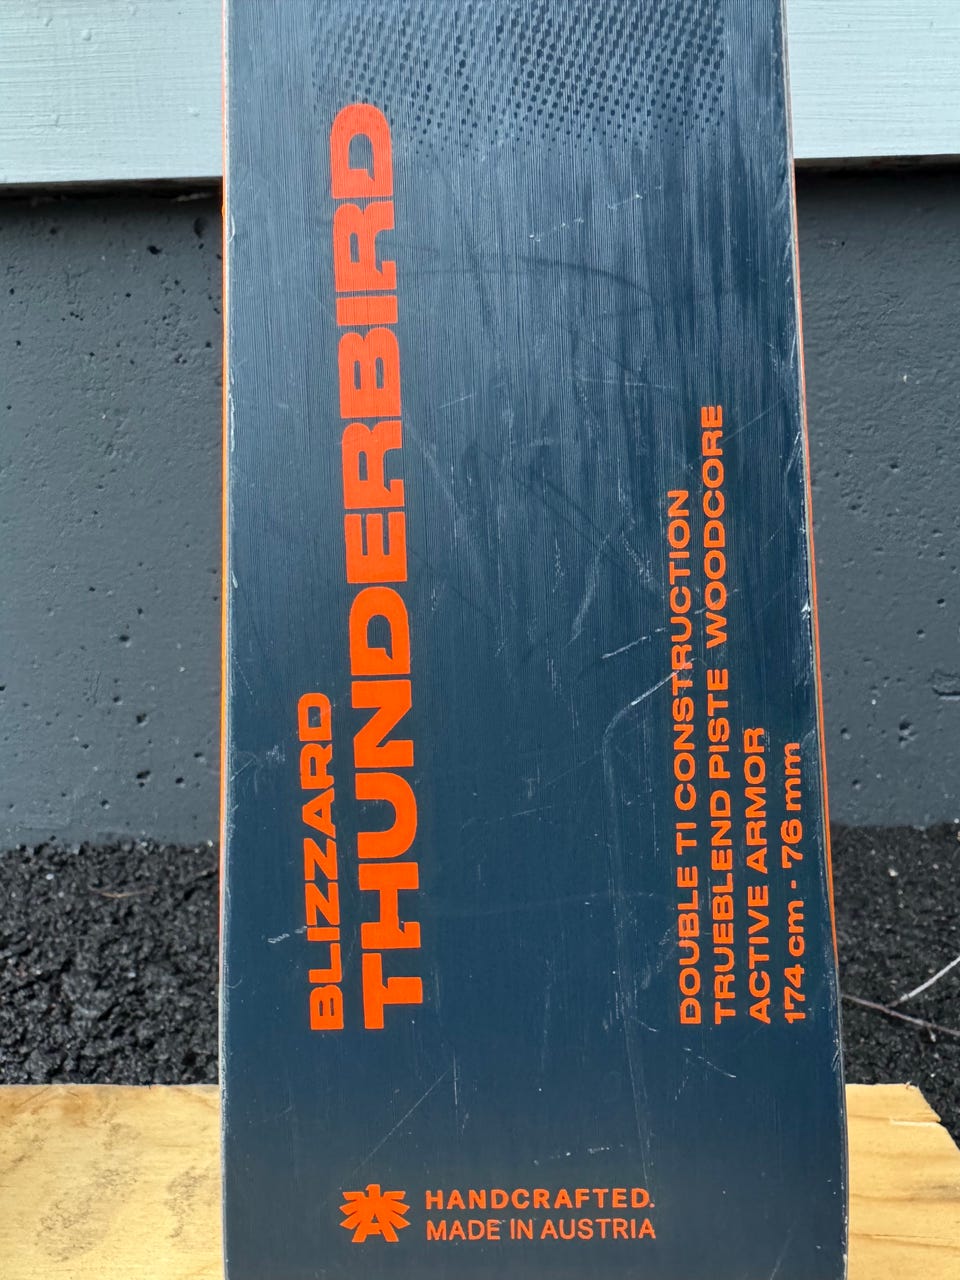 BLIZZARD
THUNDERBIRD
DOUBLE TI CONSTRUCTION
TRUEBLEND PISTE WOODCORE
ACTIVE ARMOR
174 cm · 76 mm
HANDCRAFTED.
MADE IN AUSTRIA